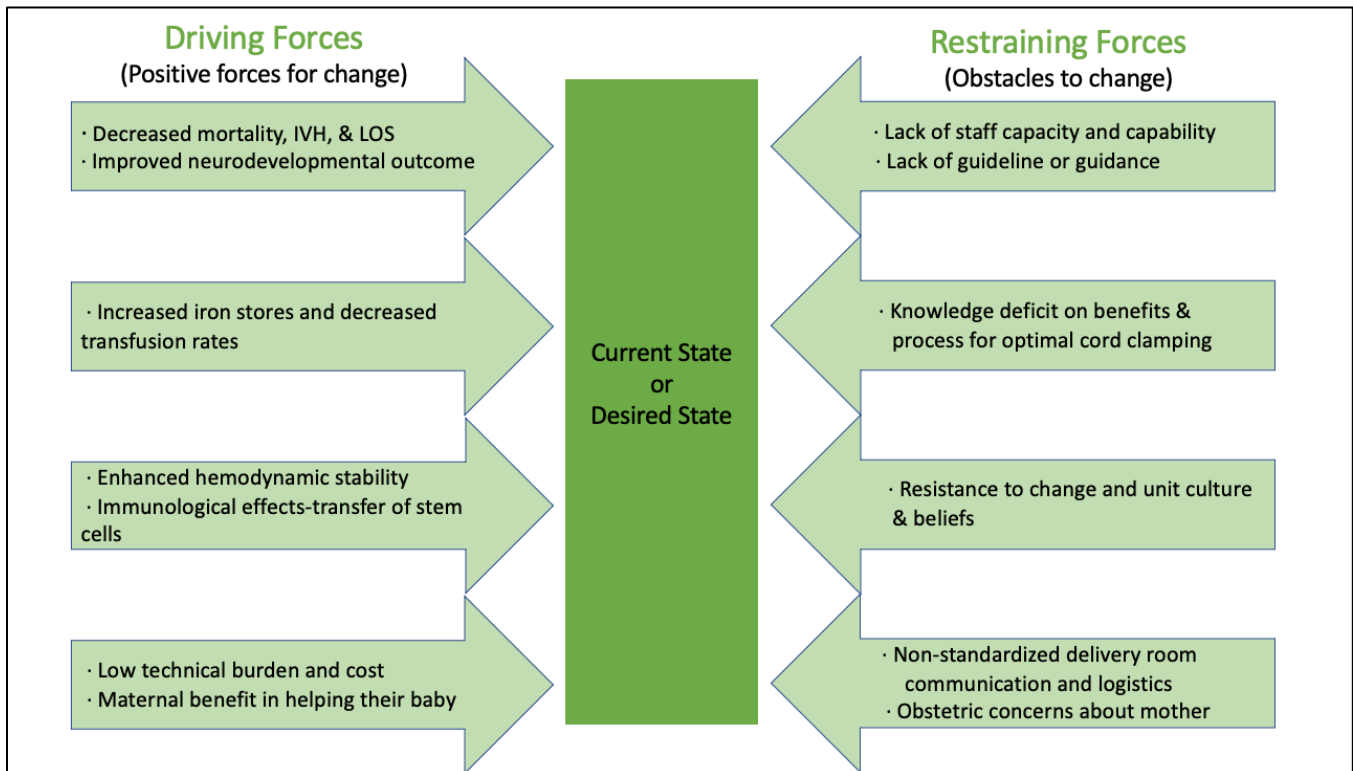 Driving Forces
(Positive forces for change)
· Decreased mortality, IVH, & LOS
· Improved neurodevelopmental outcome
· Increased iron stores and decreased
transfusion rates
· Enhanced hemodynamic stability
· Immunological effects-transfer of stem
cells
· Low technical burden and cost
· Maternal benefit in helping their baby
Current State
or
Desired State
Restraining Forces
(Obstacles to change)
· Lack of staff capacity and capability
· Lack of guideline or guidance
· Knowledge deficit on benefits &
process for optimal cord clamping
· Resistance to change and unit culture
& beliefs
· Non-standardized delivery room
communication and logistics
· Obstetric concerns about mother